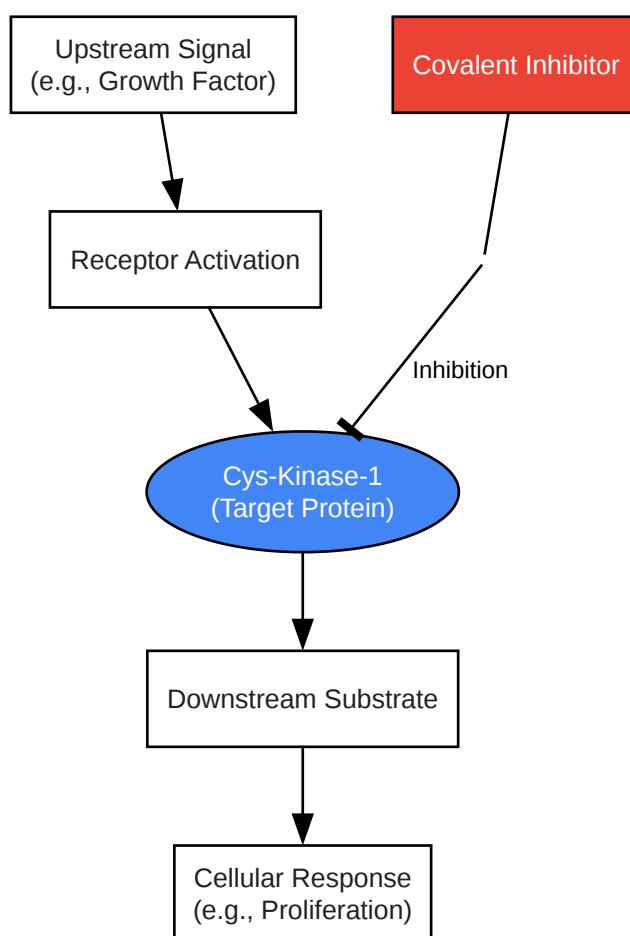 Upstream Signal
(e.g., Growth Factor)
Covalent Inhibitor
Receptor Activation
Inhibition
Cys-Kinase-1
(Target Protein)
Downstream Substrate
Cellular Response
(e.g., Proliferation)